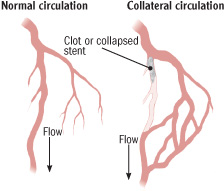 Normal circulation
Collateral circulation
Clot or collapsed
stent
Flow
Flow